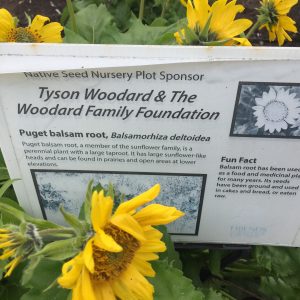 Native Seed Nursery Plot Sponsor
Tyson Woodard & The
Woodard Family Foundation
Puget balsam root, Balsamorhiza deltoidea
Puget balsam root, a member of the sunflower family, is a
perennial plant with a large taproot. It has large sunflower-like
heads and can be found in prairies and open areas at lower
elevations.
Fun Fact
Balsam root has been used
as a food and medicinal plant
for many years. Its seeds
have been ground and used
in cakes and bread, or eaten
raw.